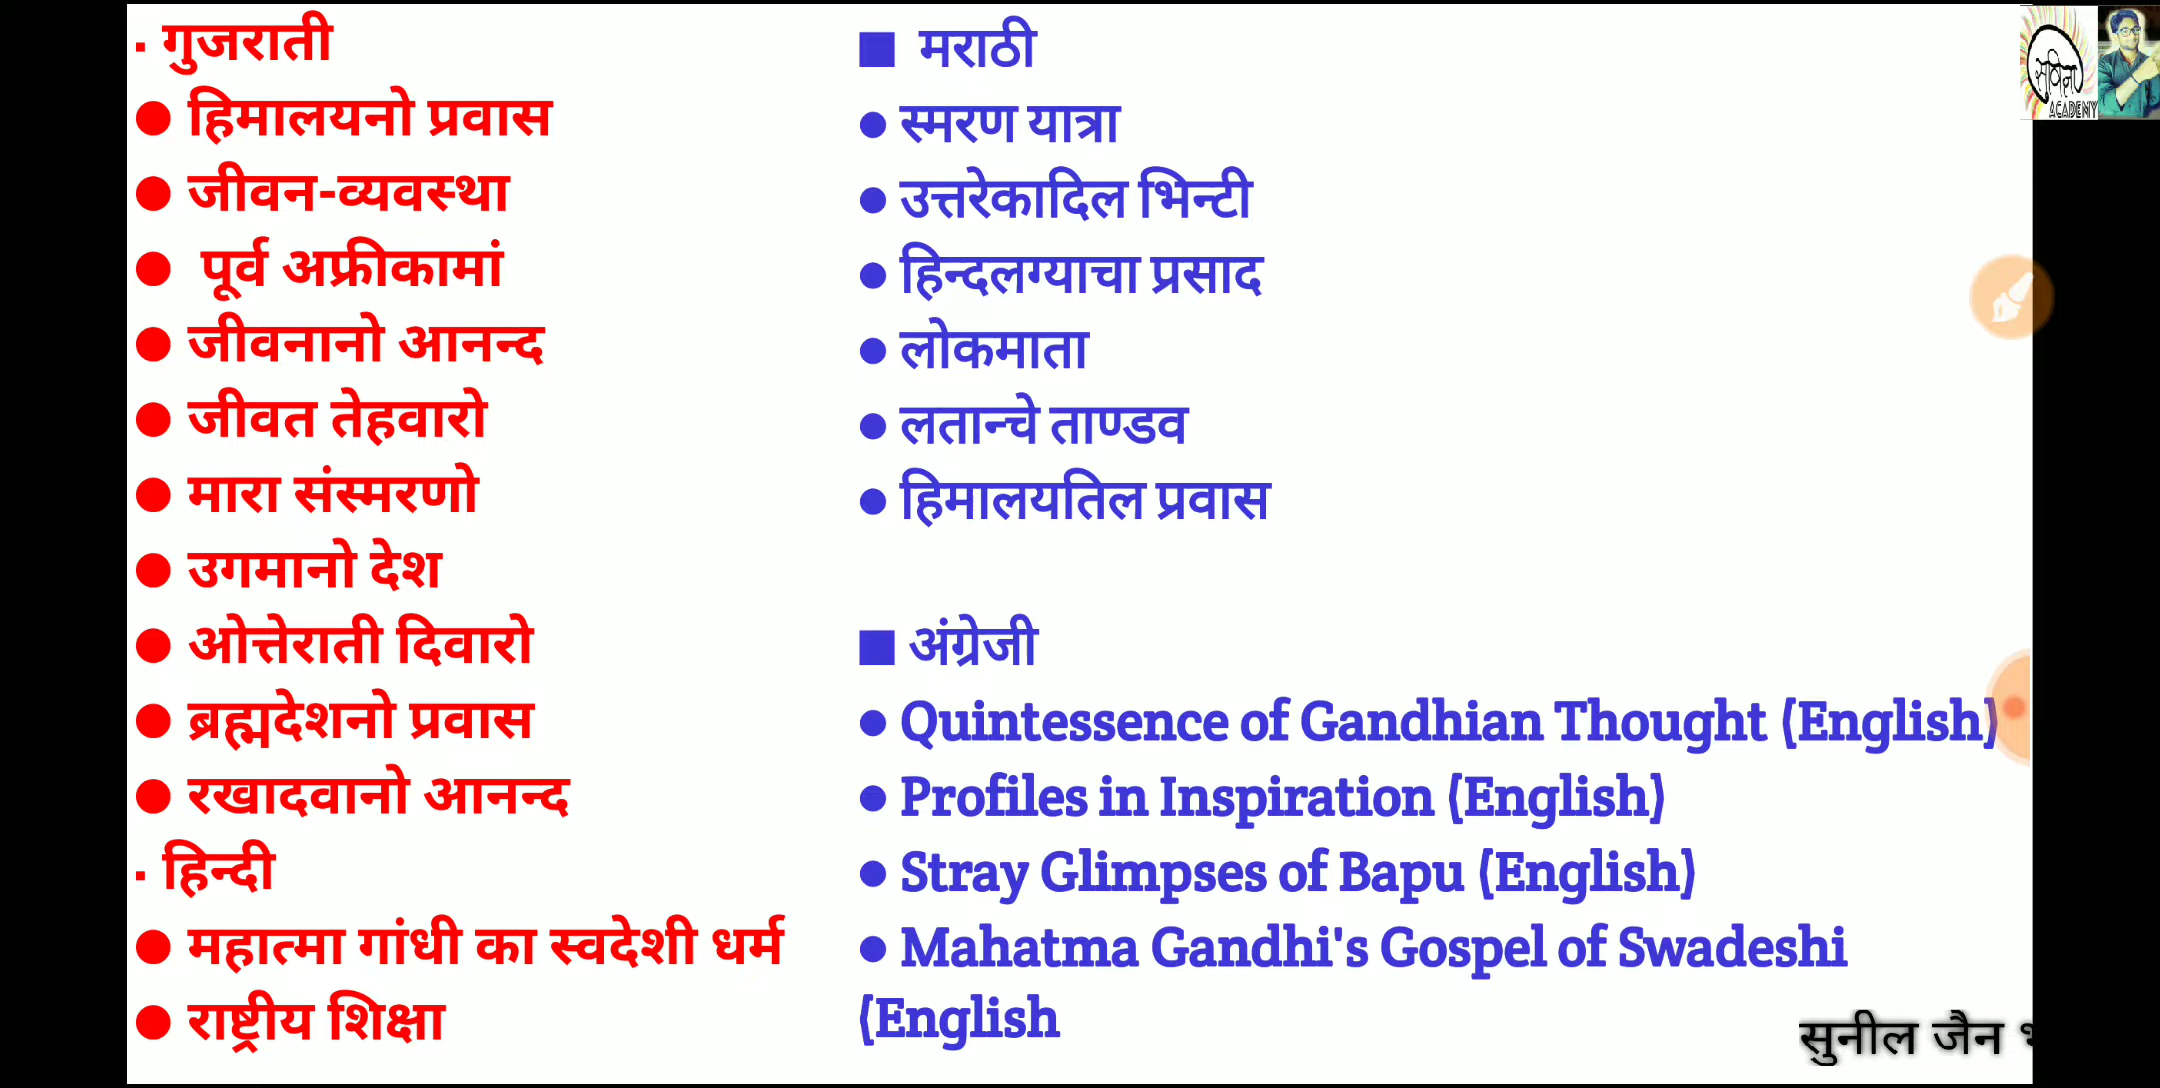 · गुजराती
● हिमालयनो प्रवास
● जीवन-व्यवस्था
● पूर्व अफ्रीकामां
● जीवनानो आनन्द
● जीवत तेहवारो
● मारा संस्मरणो
● उगमानो देश
● ओत्तेराती दिवारो
● ब्रह्मदेशनो प्रवास
● रखादवानो आनन्द
· हिन्दी
● महात्मा गांधी का स्वदेशी धर्म
● राष्ट्रीय शिक्षा
■ मराठी
● स्मरण यात्रा
● उत्तरेकादिल भिन्टी
● हिन्दलग्याचा प्रसाद
● लोकमाता
● लतान्चे ताण्डव
● हिमालयतिल प्रवास
■ अंग्रेजी
● Quintessence of Gandhian Thought (English)
● Profiles in Inspiration (English)
● Stray Glimpses of Bapu (English)
● Mahatma Gandhi's Gospel of Swadeshi
(English
ACADEMY
सुनील जैन